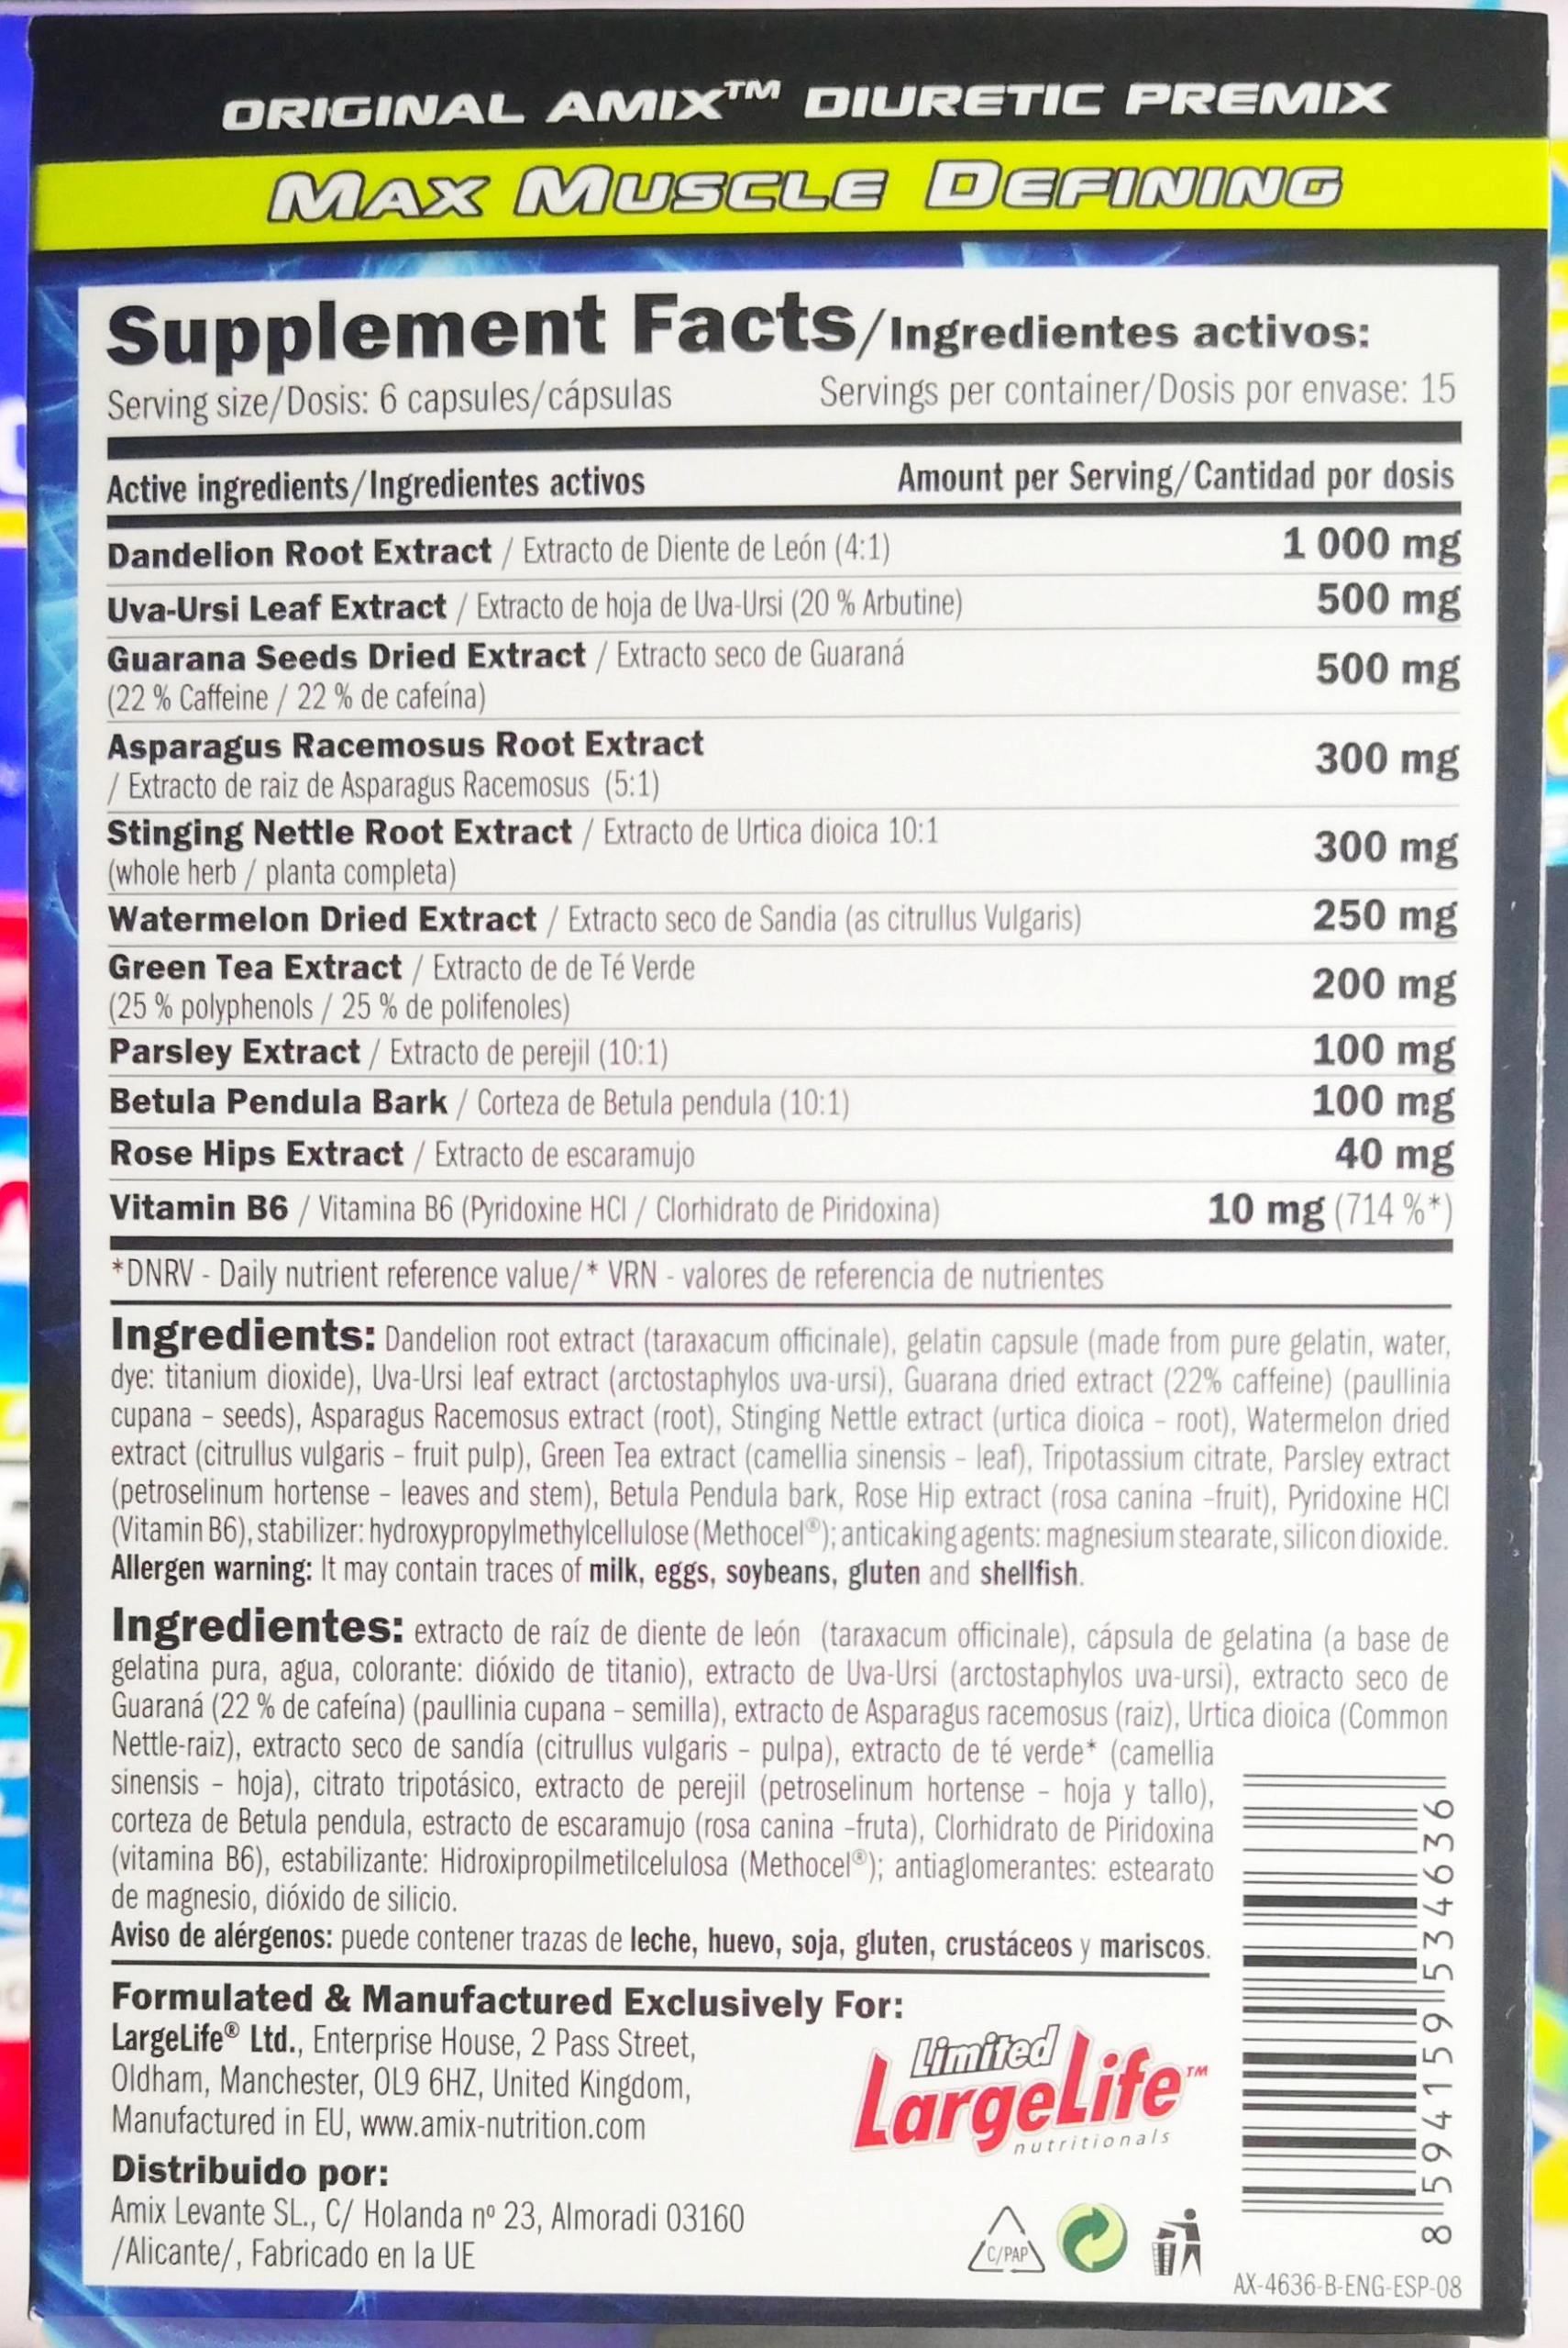 ORIGINAL AMIX™ DIURETIC PREMIX
MAX MUSCLE DEFINING
Supplement Facts/Ingredientes activos:
Serving size/Dosis: 6 capsules/cápsulas Servings per container/Dosis por envase: 15
Active ingredients/Ingredientes activos Amount per Serving/Cantidad por dosis
Dandelion Root Extract / Extracto de Diente de León (4:1) 1 000 mg
Uva-Ursi Leaf Extract / Extracto de hoja de Uva-Ursi (20 % Arbutine) 500 mg
Guarana Seeds Dried Extract / Extracto seco de Guaraná
(22 % Caffeine / 22 % de cafeína) 500 mg
Asparagus Racemosus Root Extract
/ Extracto de raiz de Asparagus Racemosus (5:1) 300 mg
Stinging Nettle Root Extract / Extracto de Urtica dioica 10:1
(whole herb / planta completa) 300 mg
Watermelon Dried Extract / Extracto seco de Sandia (as citrullus Vulgaris) 250 mg
Green Tea Extract / Extracto de de Té Verde
(25 % polyphenols / 25 % de polifenoles) 200 mg
Parsley Extract / Extracto de perejil (10:1) 100 mg
Betula Pendula Bark / Corteza de Betula pendula (10:1) 100 mg
Rose Hips Extract / Extracto de escaramujo 40 mg
Vitamin B6 / Vitamina B6 (Pyridoxine HCl / Clorhidrato de Piridoxina) 10 mg (714 %*)
*DNRV - Daily nutrient reference value/* VRN - valores de referencia de nutrientes
Ingredients: Dandelion root extract (taraxacum officinale), gelatin capsule (made from pure gelatin, water,
dye: titanium dioxide), Uva-Ursi leaf extract (arctostaphylos uva-ursi), Guarana dried extract (22% caffeine) (paullinia
cupana – seeds), Asparagus Racemosus extract (root), Stinging Nettle extract (urtica dioica – root), Watermelon dried
extract (citrullus vulgaris – fruit pulp), Green Tea extract (camellia sinensis – leaf), Tripotassium citrate, Parsley extract
(petroselinum hortense – leaves and stem), Betula Pendula bark, Rose Hip extract (rosa canina –fruit), Pyridoxine HCl
(Vitamin B6), stabilizer: hydroxypropylmethylcellulose (Methocel®); anticaking agents: magnesium stearate, silicon dioxide.
Allergen warning: It may contain traces of milk, eggs, soybeans, gluten and shellfish.
Ingredientes: extracto de raíz de diente de león (taraxacum officinale), cápsula de gelatina (a base de
gelatina pura, agua, colorante: dióxido de titanio), extracto de Uva-Ursi (arctostaphylos uva-ursi), extracto seco de
Guaraná (22 % de cafeína) (paullinia cupana – semilla), extracto de Asparagus racemosus (raiz), Urtica dioica (Common
Nettle-raiz), extracto seco de sandía (citrullus vulgaris – pulpa), extracto de té verde* (camellia
sinensis – hoja), citrato tripotásico, extracto de perejil (petroselinum hortense – hoja y tallo),
corteza de Betula pendula, estracto de escaramujo (rosa canina –fruta), Clorhidrato de Piridoxina
(vitamina B6), estabilizante: Hidroxipropilmetilcelulosa (Methocel®); antiaglomerantes: estearato
de magnesio, dióxido de silicio.
Aviso de alérgenos: puede contener trazas de leche, huevo, soja, gluten, crustáceos y mariscos.
Formulated & Manufactured Exclusively For:
LargeLife® Ltd., Enterprise House, 2 Pass Street,
Oldham, Manchester, OL9 6HZ, United Kingdom,
Manufactured in EU, www.amix-nutrition.com
Limited
LargeLife™
nutritionals
Distribuido por:
Amix Levante SL., C/ Holanda nº 23, Almoradi 03160
/Alicante/, Fabricado en la UE
C/PAP
8 594159 534636
AX-4636-B-ENG-ESP-08